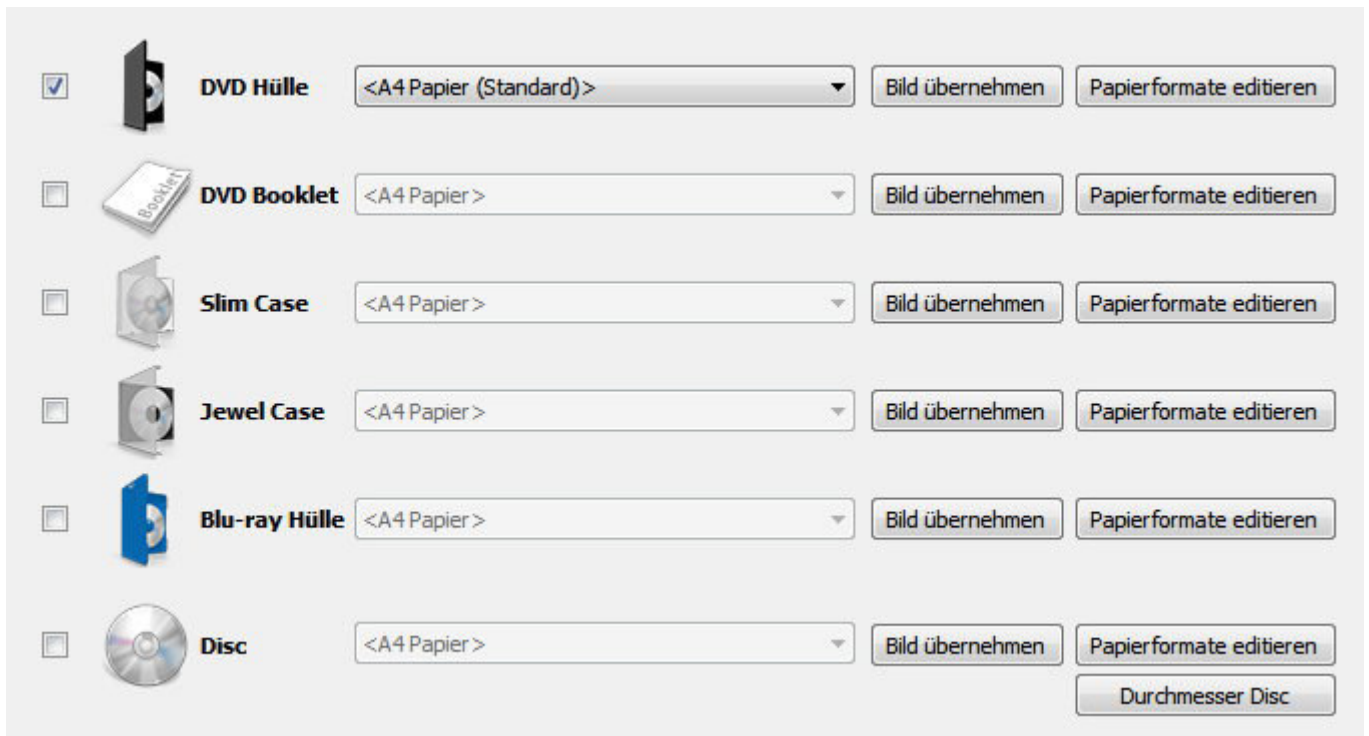 DVD Hülle <A4 Papier (Standard)> Bild übernehmen Papierformate editieren
Booklet DVD Booklet <A4 Papier> Bild übernehmen Papierformate editieren
Slim Case <A4 Papier> Bild übernehmen Papierformate editieren
Jewel Case <A4 Papier> Bild übernehmen Papierformate editieren
Blu-ray Hülle <A4 Papier> Bild übernehmen Papierformate editieren
Disc <A4 Papier> Bild übernehmen Papierformate editieren
Durchmesser Disc